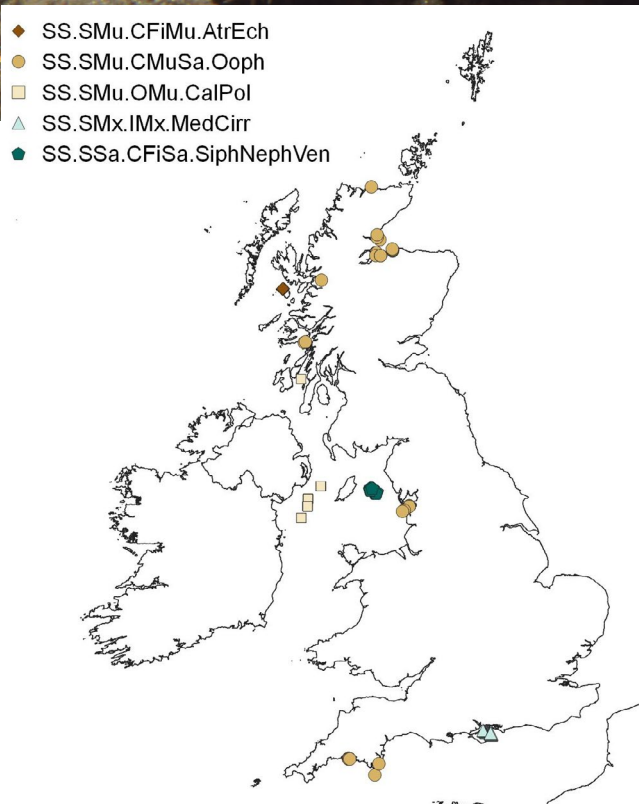 SS.SMu.CFiMu.AtrEch
SS.SMu.CMuSa.Ooph
SS.SMu.OMu.CalPol
SS.SMx.IMx.MedCirr
SS.SSa.CFiSa.SiphNephVen